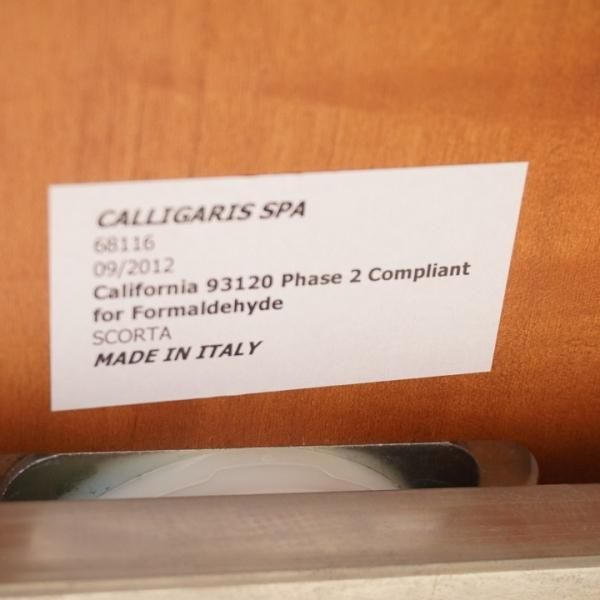 CALLIGARIS SPA
68116
09/2012
California 93120 Phase 2 Compliant
for Formaldehyde
SCORTA
MADE IN ITALY